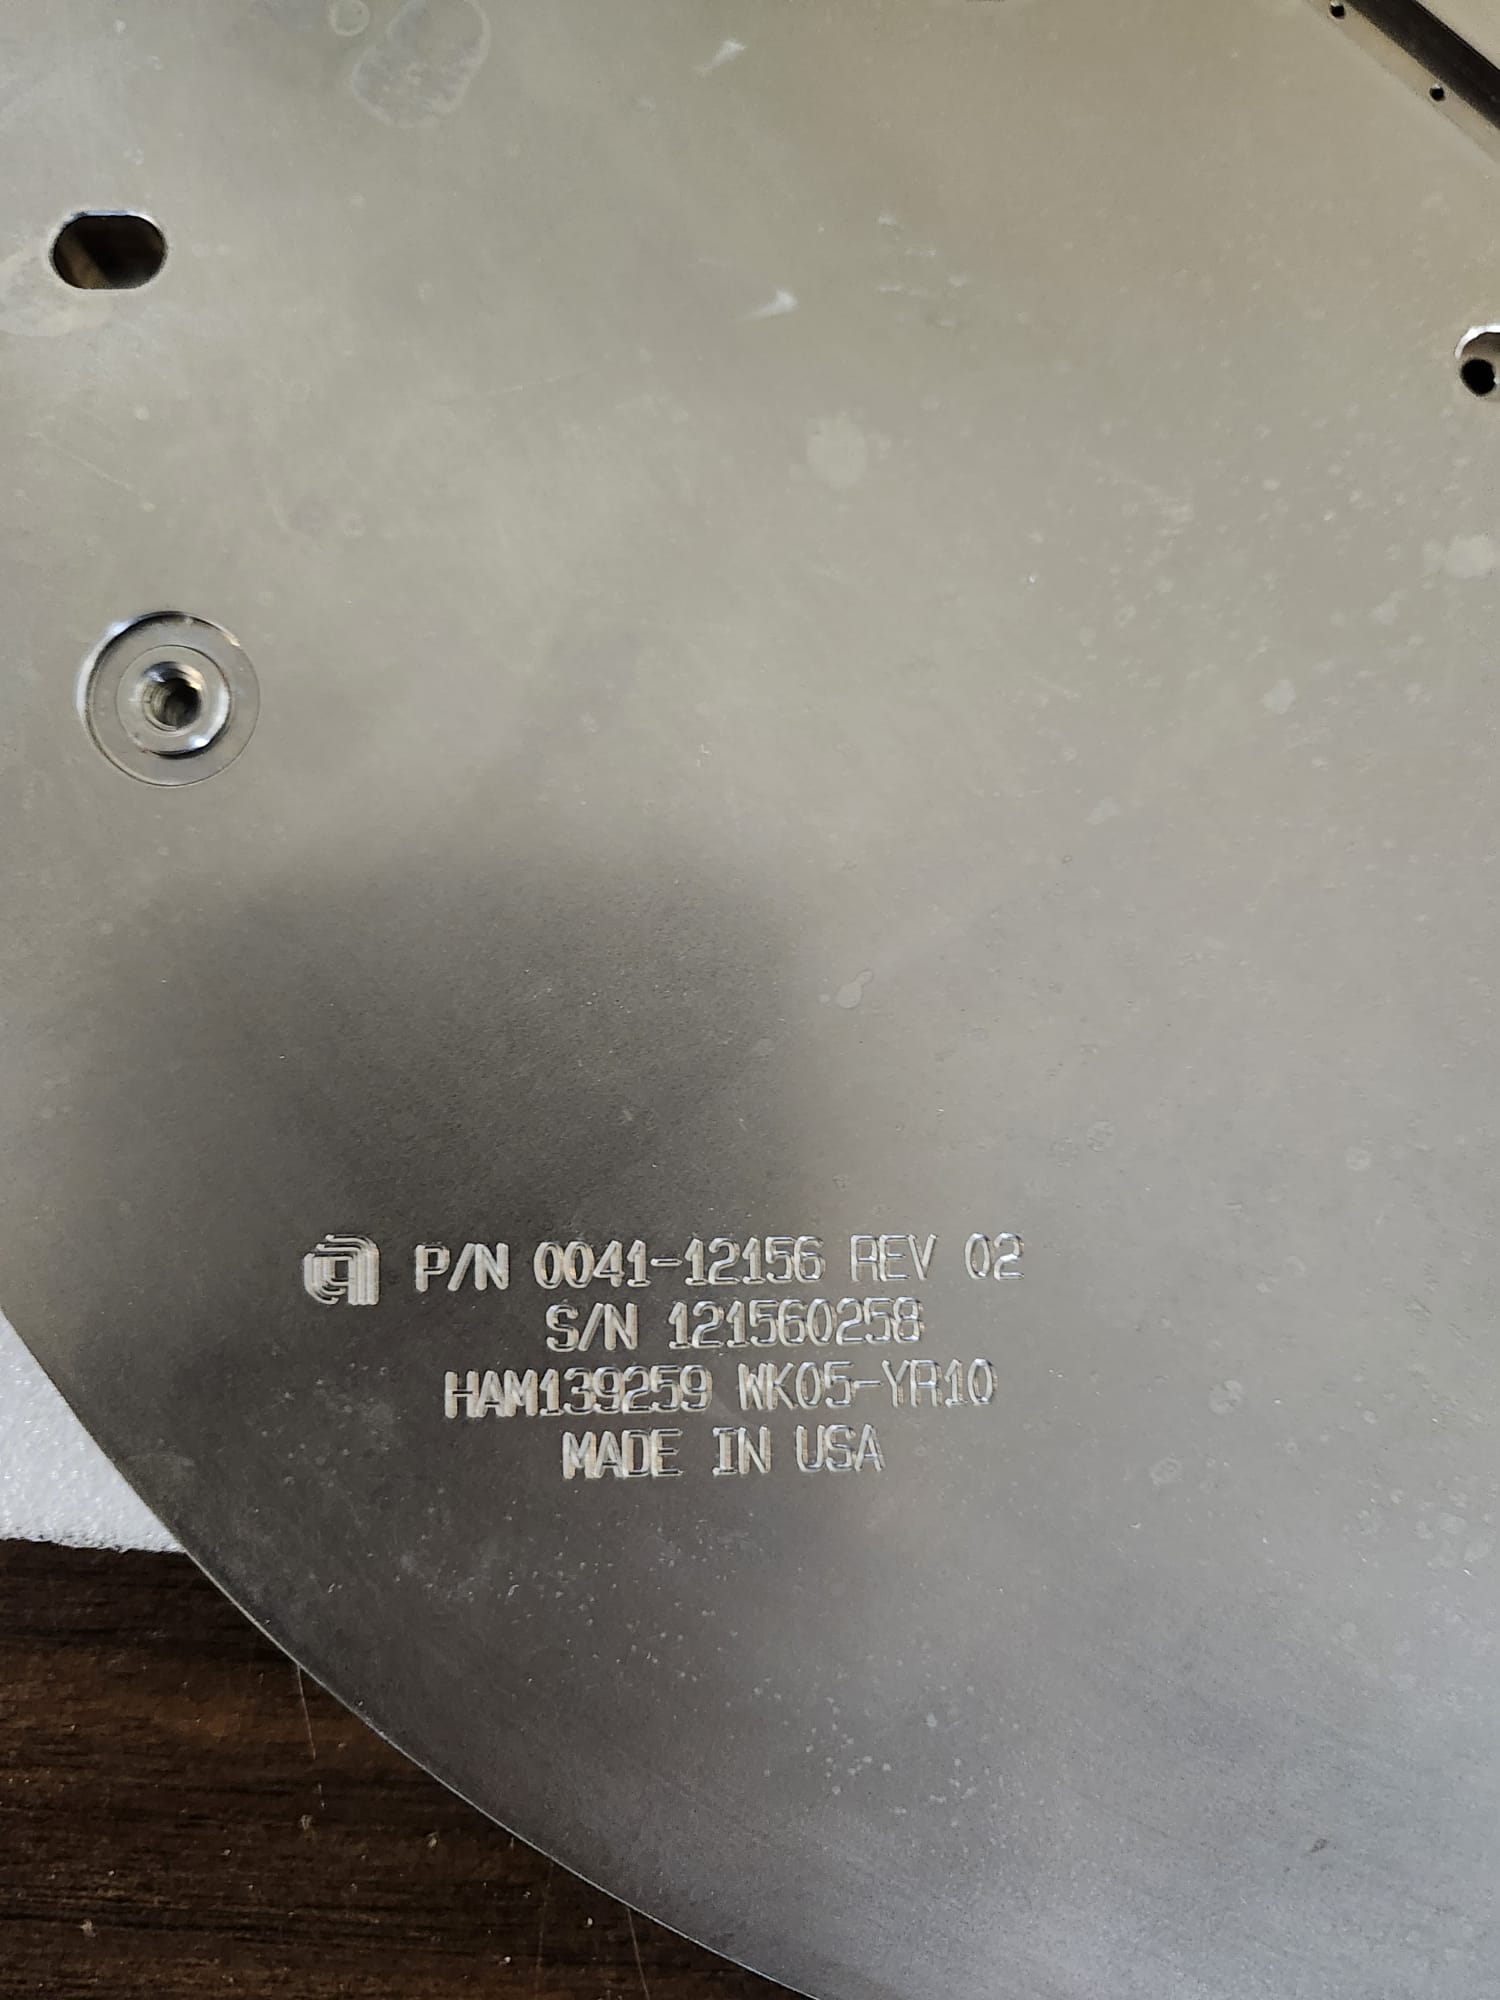 P/N 0041-12156 REV 02
S/N 121560258
HAM139259 WK05-YR10
MADE IN USA